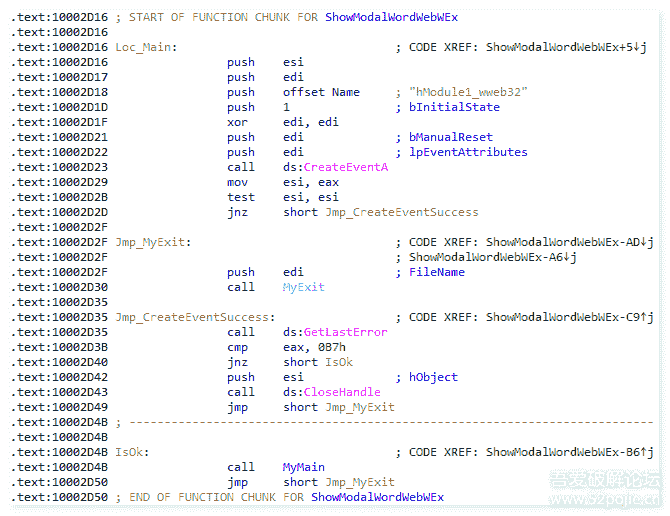 .text:10002D16 ; START OF FUNCTION CHUNK FOR ShowModalWordWebWEx
.text:10002D16
.text:10002D16 Loc_Main: ; CODE XREF: ShowModalWordWebWEx+5↓j
.text:10002D16 push esi
.text:10002D17 push edi
.text:10002D18 push offset Name ; "hModule1_wweb32"
.text:10002D1D push 1 ; bInitialState
.text:10002D1F xor edi, edi
.text:10002D21 push edi ; bManualReset
.text:10002D22 push edi ; lpEventAttributes
.text:10002D23 call ds:CreateEventA
.text:10002D29 mov esi, eax
.text:10002D2B test esi, esi
.text:10002D2D jnz short Jmp_CreateEventSuccess
.text:10002D2F
.text:10002D2F Jmp_MyExit: ; CODE XREF: ShowModalWordWebWEx-AD↓j
.text:10002D2F ; ShowModalWordWebWEx-A6↓j
.text:10002D2F push edi ; FileName
.text:10002D30 call MyExit
.text:10002D35
.text:10002D35 Jmp_CreateEventSuccess: ; CODE XREF: ShowModalWordWebWEx-C9↑j
.text:10002D35 call ds:GetLastError
.text:10002D3B cmp eax, 0B7h
.text:10002D40 jnz short IsOk
.text:10002D42 push esi ; hObject
.text:10002D43 call ds:CloseHandle
.text:10002D49 jmp short Jmp_MyExit
.text:10002D4B ; ---------------------------------------------------------------------------
.text:10002D4B
.text:10002D4B IsOk: ; CODE XREF: ShowModalWordWebWEx-B6↑j
.text:10002D4B call MyMain
.text:10002D50 jmp short Jmp_MyExit
.text:10002D50 ; END OF FUNCTION CHUNK FOR ShowModalWordWebWEx
吾爱破解论坛
www.52pojie.cn